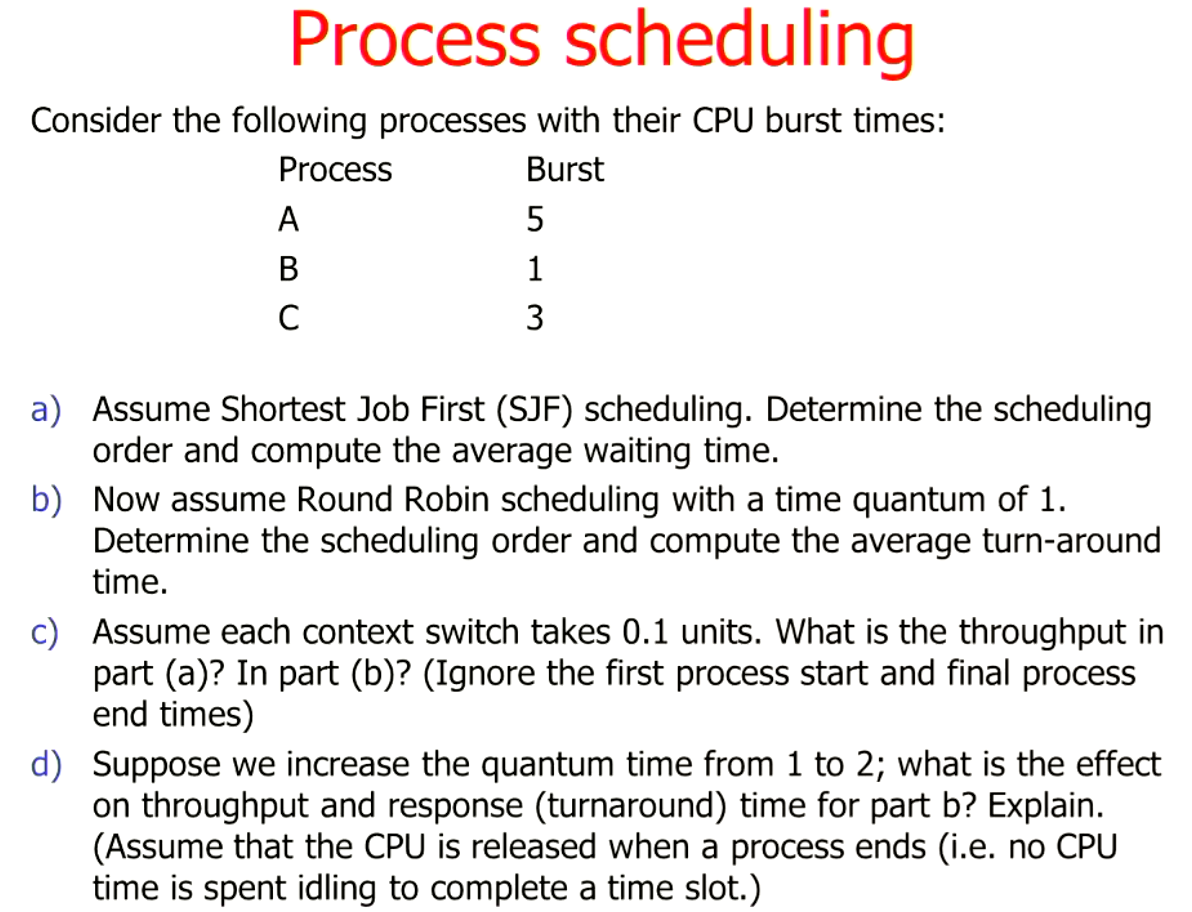 Process scheduling
Consider the following processes with their CPU burst times:
Process Burst
A 5
B 1
C 3
a) Assume Shortest Job First (SJF) scheduling. Determine the scheduling
order and compute the average waiting time.
b) Now assume Round Robin scheduling with a time quantum of 1.
Determine the scheduling order and compute the average turn-around
time.
c) Assume each context switch takes 0.1 units. What is the throughput in
part (a)? In part (b)? (Ignore the first process start and final process
end times)
d) Suppose we increase the quantum time from 1 to 2; what is the effect
on throughput and response (turnaround) time for part b? Explain.
(Assume that the CPU is released when a process ends (i.e. no CPU
time is spent idling to complete a time slot.)